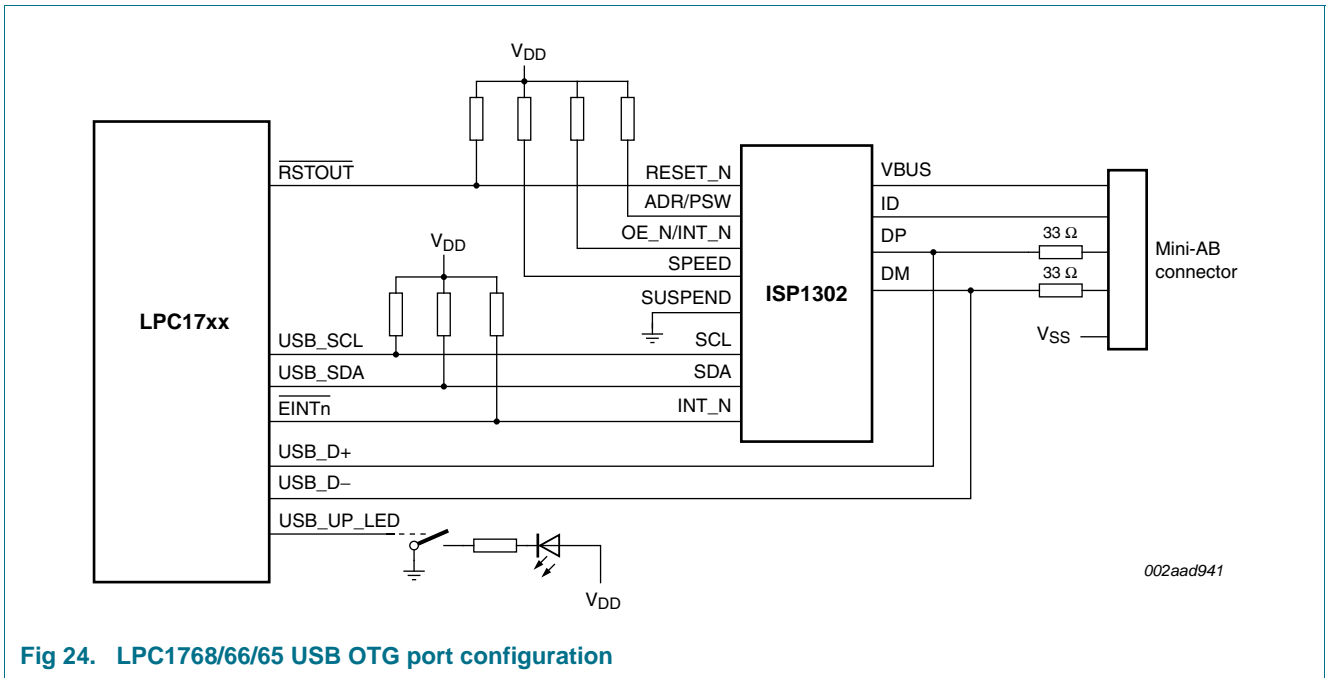 VDD
RSTOUT
RESET_N
VBUS
ADR/PSW
ID
OE_N/INT_N
DP
33 Ω
VDD
SPEED
DM
33 Ω
Mini-AB
connector
SUSPEND
ISP1302
LPC17xx
VSS
USB_SCL
SCL
USB_SDA
SDA
EINTn
INT_N
USB_D+
USB_D−
USB_UP_LED
VDD
002aad941
Fig 24. LPC1768/66/65 USB OTG port configuration